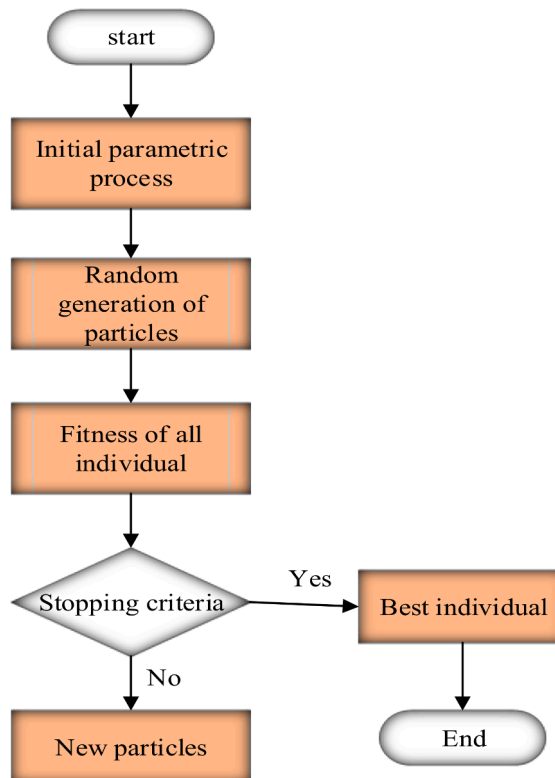 start
Initial parametric
process
Random
generation of
particles
Fitness of all
individual
Stopping criteria
Yes
Best individual
No
New particles
End